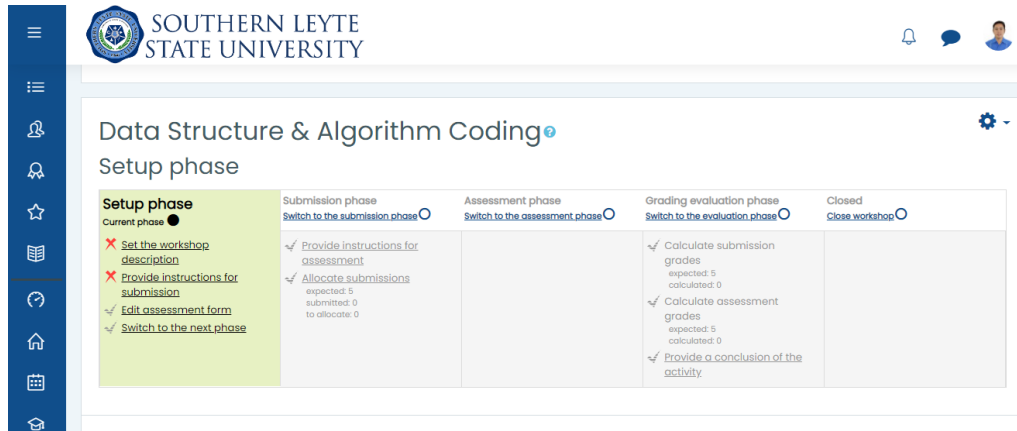 SOUTHERN LEYTE
STATE UNIVERSITY
Data Structure & Algorithm Coding
Setup phase
Setup phase
Current phase
Set the workshop
description
Provide instructions for
submission
Edit assessment form
Switch to the next phase
Submission phase
Switch to the submission phase
Provide instructions for
assessment
Allocate submissions
expected: 5
submitted: 0
to allocate: 0
Assessment phase
Switch to the assessment phase
Grading evaluation phase
Switch to the evaluation phase
Calculate submission
grades
expected: 5
calculated: 0
Calculate assessment
grades
expected: 5
calculated: 0
Provide a conclusion of the
activity
Closed
Close workshop